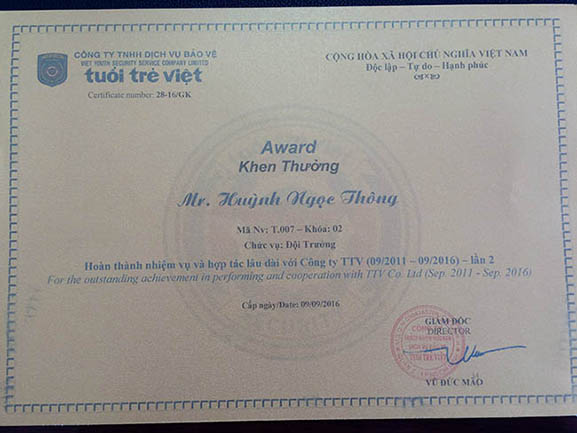 CÔNG TY TNHH DỊCH VỤ BẢO VỆ
VIET YOUTH SECURITY SERVICE COMPANY LIMITED
tuổi trẻ việt
Certificate number: 28-16/GK
CỘNG HÒA XÃ HỘI CHỦ NGHĨA VIỆT NAM
Độc lập – Tự do – Hạnh phúc
Award
Khen Thưởng
Mr. Huỳnh Ngọc Thông
Mã Nv: T.007 – Khóa: 02
Chức vụ: Đội Trưởng
Hoàn thành nhiệm vụ và hợp tác lâu dài với Công ty TTV (09/2011 – 09/2016) – lần 2
For the outstanding achievement in performing and cooperation with TTV Co. Ltd (Sep. 2011 - Sep. 2016)
Cấp ngày/Date: 09/09/2016
GIÁM ĐỐC
DIRECTOR
TUỔI TRẺ VIỆT
VŨ ĐỨC MÃO